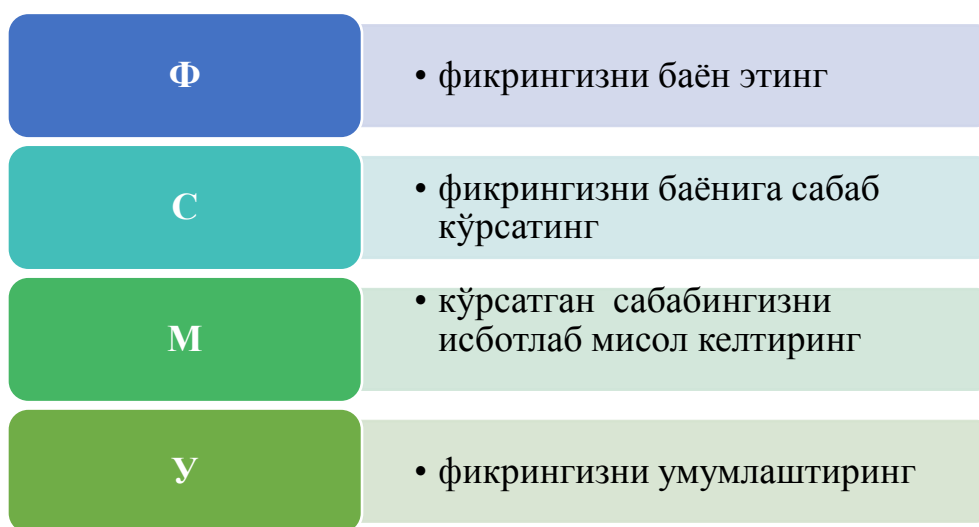 Ф
• фикрингизни баён этинг
С
• фикрингизни баёнига сабаб
кўрсатинг
М
• кўрсатган сабабингизни
исботлаб мисол келтиринг
У
• фикрингизни умумлаштиринг